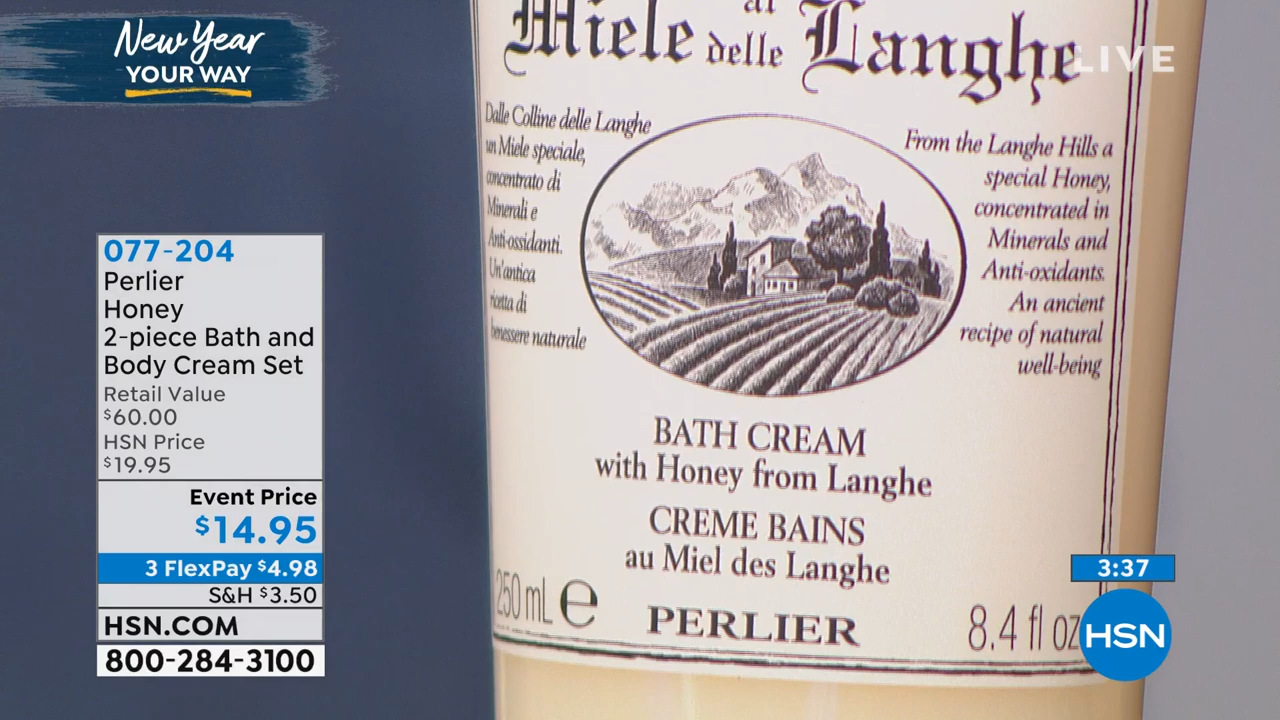 New Year
YOUR WAY
077-204
Perlier
Honey
2-piece Bath and
Body Cream Set
Retail Value
$60.00
HSN Price
$19.95
Event Price
$14.95
3 FlexPay $4.98
S&H $3.50
HSN.COM
800-284-3100
al
Miele delle Langhe
Dalle Colline delle Langhe
un Miele speciale,
concentrato di
Minerali e
Anti-ossidanti.
Un'antica
ricetta di
benessere naturale
From the Langhe Hills a
special Honey,
concentrated in
Minerals and
Anti-oxidants.
An ancient
recipe of natural
well-being
BATH CREAM
with Honey from Langhe
CREME BAINS
au Miel des Langhe
250 mL e
PERLIER
8.4 fl oz
LIVE
3:37
HSN